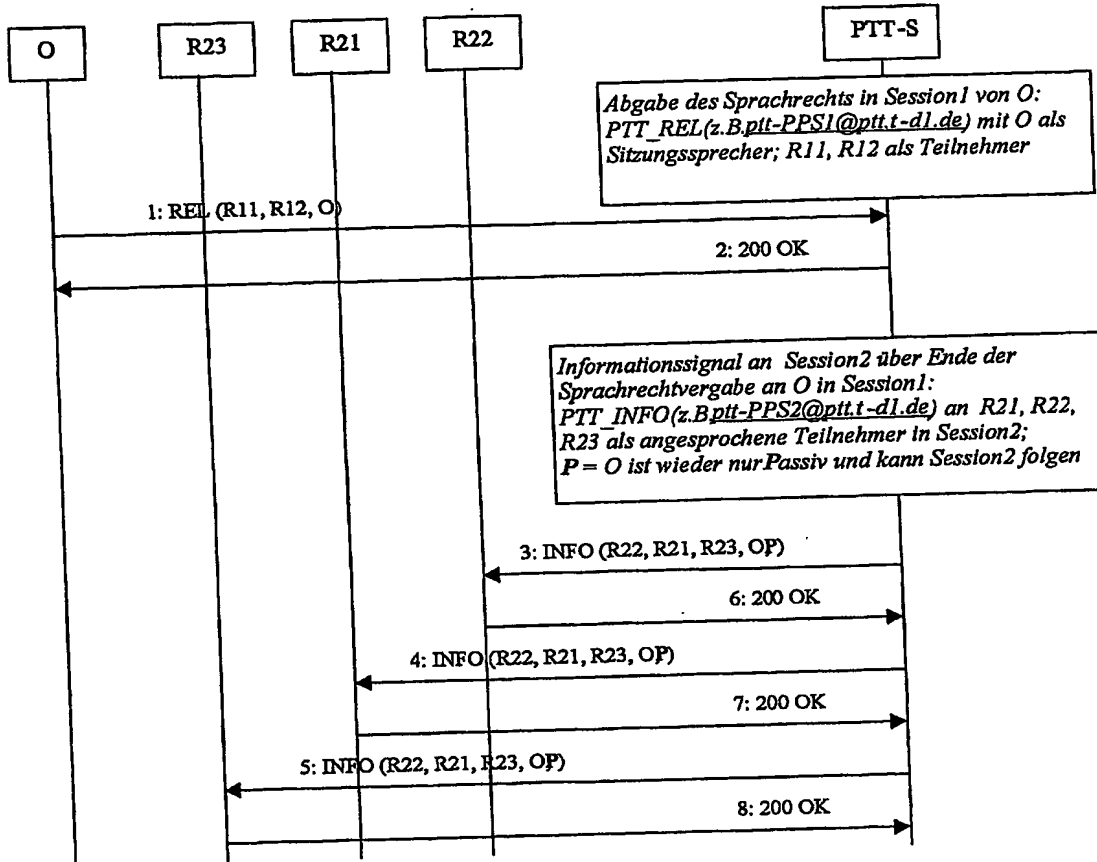 O
R23
R21
R22
PTT-S
Abgabe des Sprachrechts in Session1 von O:
PTT_REL(z.B.ptt-PPS1@ptt.t-d1.de) mit O als
Sitzungssprecher; R11, R12 als Teilnehmer
1: REL (R11, R12, O)
2: 200 OK
Informationssignal an Session2 über Ende der
Sprachrechtvergabe an O in Session1:
PTT_INFO(z.B.ptt-PPS2@ptt.t-d1.de) an R21, R22,
R23 als angesprochene Teilnehmer in Session2;
P = O ist wieder nur Passiv und kann Session2 folgen
3: INFO (R22, R21, R23, OP)
6: 200 OK
4: INFO (R22, R21, R23, OP)
7: 200 OK
5: INFO (R22, R21, R23, OP)
8: 200 OK